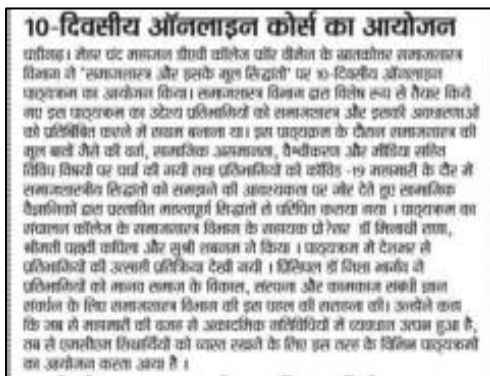 10-दिवसीय ऑनलाइन कोर्स का आयोजन
चंडीगढ़। मेहर चंद महाजन डीएवी कॉलेज फॉर वीमेन के स्नातकोत्तर समाजशास्त्र
विभाग ने "समाजशास्त्र और इसके मूल सिद्धांतों" पर १०-दिवसीय ऑनलाइन
पाठ्यक्रम का आयोजन किया। समाजशास्त्र विभाग द्वारा विशेष रूप से तैयार किये
गए इस पाठ्यक्रम का उद्देश्य प्रतिभागियों को समाजशास्त्र और इसकी अवधारणाओं
को प्रतिबिंबित करने में सक्षम बनाना था। इस पाठ्यक्रम के दौरान समाजशास्त्र की
मूल बातों जैसे की वर्ग, सामाजिक असमानता, वैश्वीकरण और मीडिया सहित
विविध विषयों पर चर्चा की गयी तथा प्रतिभागियों को कोविड -१९ महामारी के दौर में
समाजशास्त्रीय सिद्धांतों को समझने की आवश्यकता पर जोर देते हुए सामाजिक
वैज्ञानिकों द्वारा प्रस्तावित महत्वपूर्ण सिद्धांतों से परिचित कराया गया । पाठ्यक्रम का
संचालन कॉलेज के समाजशास्त्र विभाग के सहायक प्रोफेसर डॉ मिनाक्षी राणा,
श्रीमती पल्लवी कपिला और सुश्री तबस्सुम ने किया । पाठ्यक्रम में देशभर से
प्रतिभागियों की उत्साही प्रतिक्रिया देखी गयी । प्रिंसिपल डॉ निशा भार्गव ने
प्रतिभागियों को मानव समाज के विकास, संरचना और कामकाज संबंधी ज्ञान
संवर्धन के लिए समाजशास्त्र विभाग की इस पहल की सराहना की। उन्होंने कहा
कि जब से महामारी की वजह से अकादमिक गतिविधियों में व्यवधान उत्पन्न हुआ है,
तब से एमसीएम विद्यार्थियों को व्यस्त रखने के लिए इस तरह के विभिन्न पाठ्यक्रमों
का आयोजन करता आया है ।